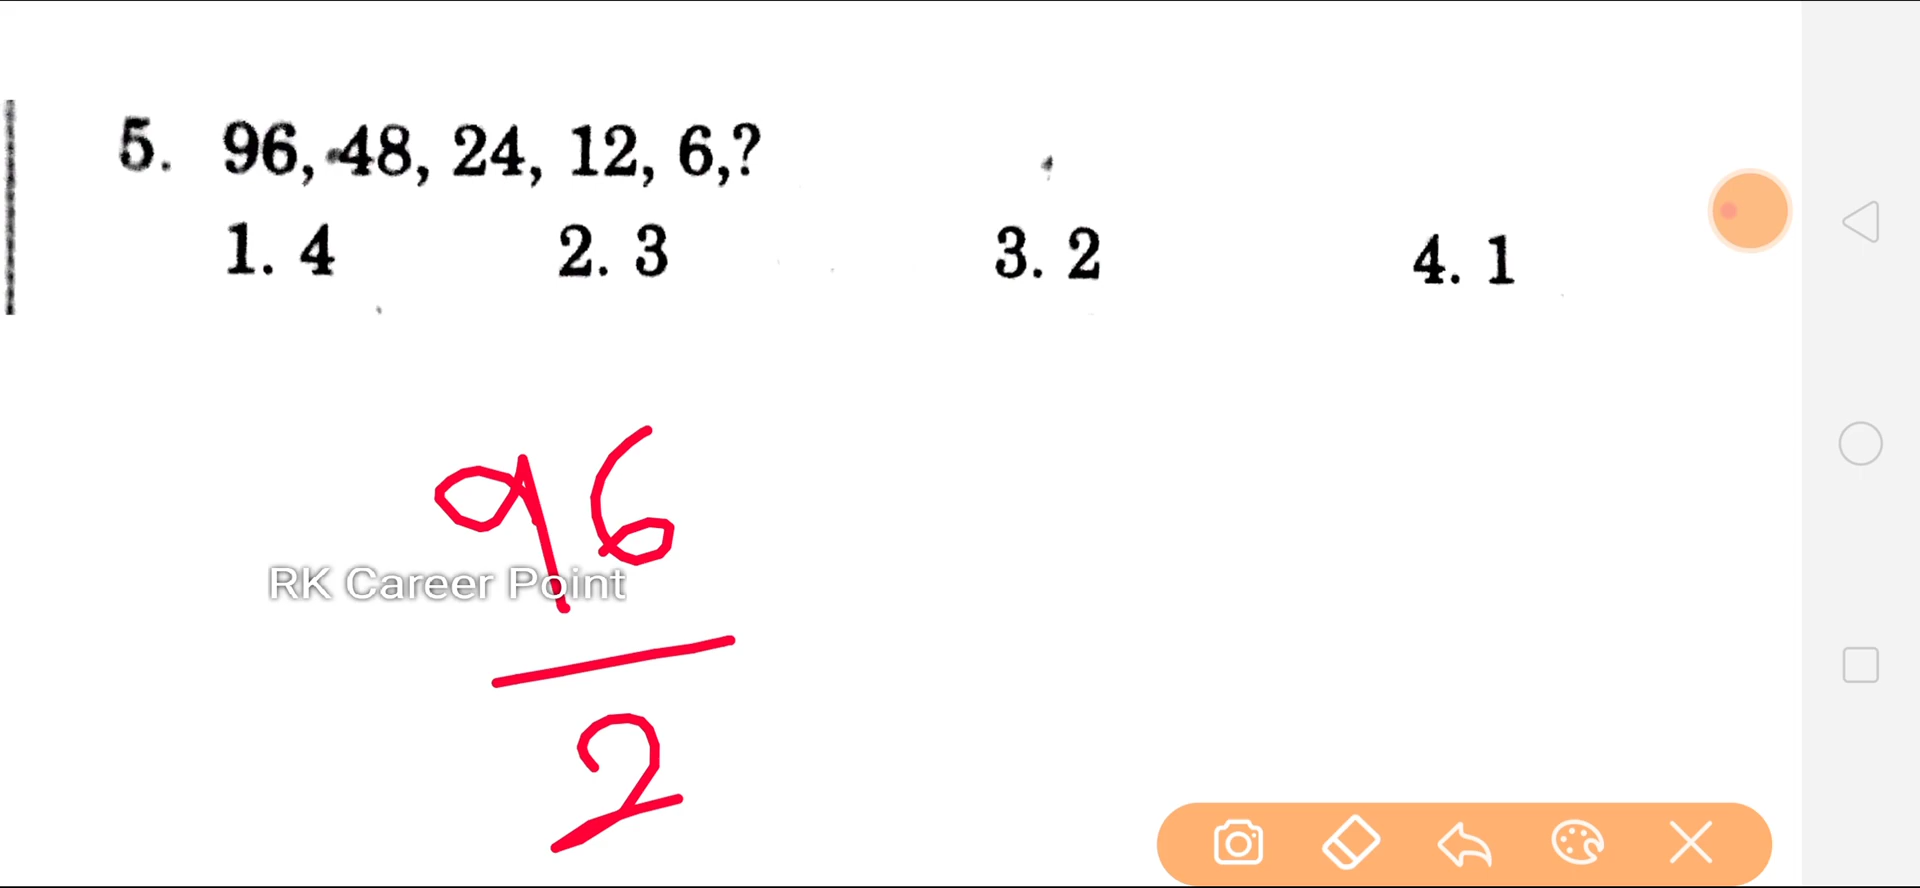 5. 96, 48, 24, 12, 6,?
1. 4 2. 3 3. 2 4. 1
96
RK Career Point
2